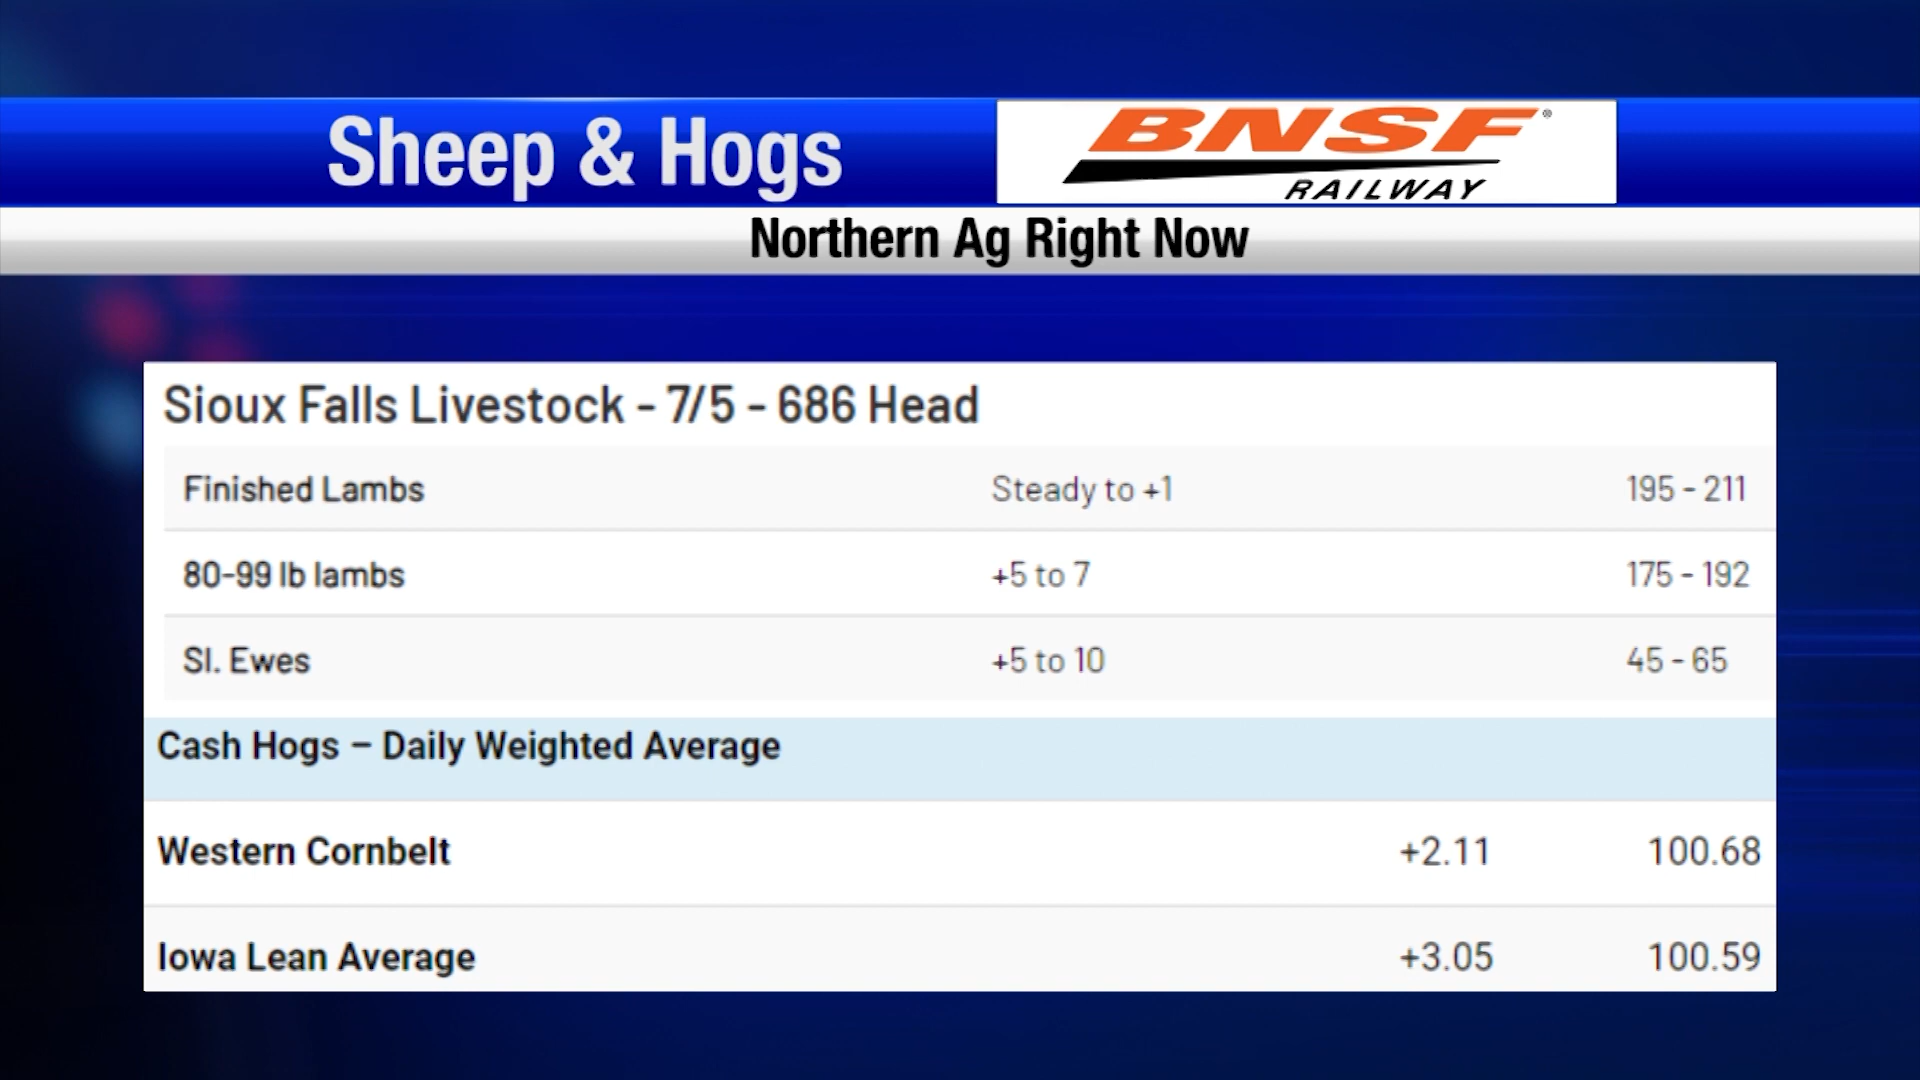 Sheep & Hogs
BNSF®
RAILWAY
Northern Ag Right Now
Sioux Falls Livestock - 7/5 - 686 Head
Finished Lambs Steady to +1 195 - 211
80-99 lb lambs +5 to 7 175 - 192
Sl. Ewes +5 to 10 45 - 65
Cash Hogs – Daily Weighted Average
Western Cornbelt +2.11 100.68
Iowa Lean Average +3.05 100.59